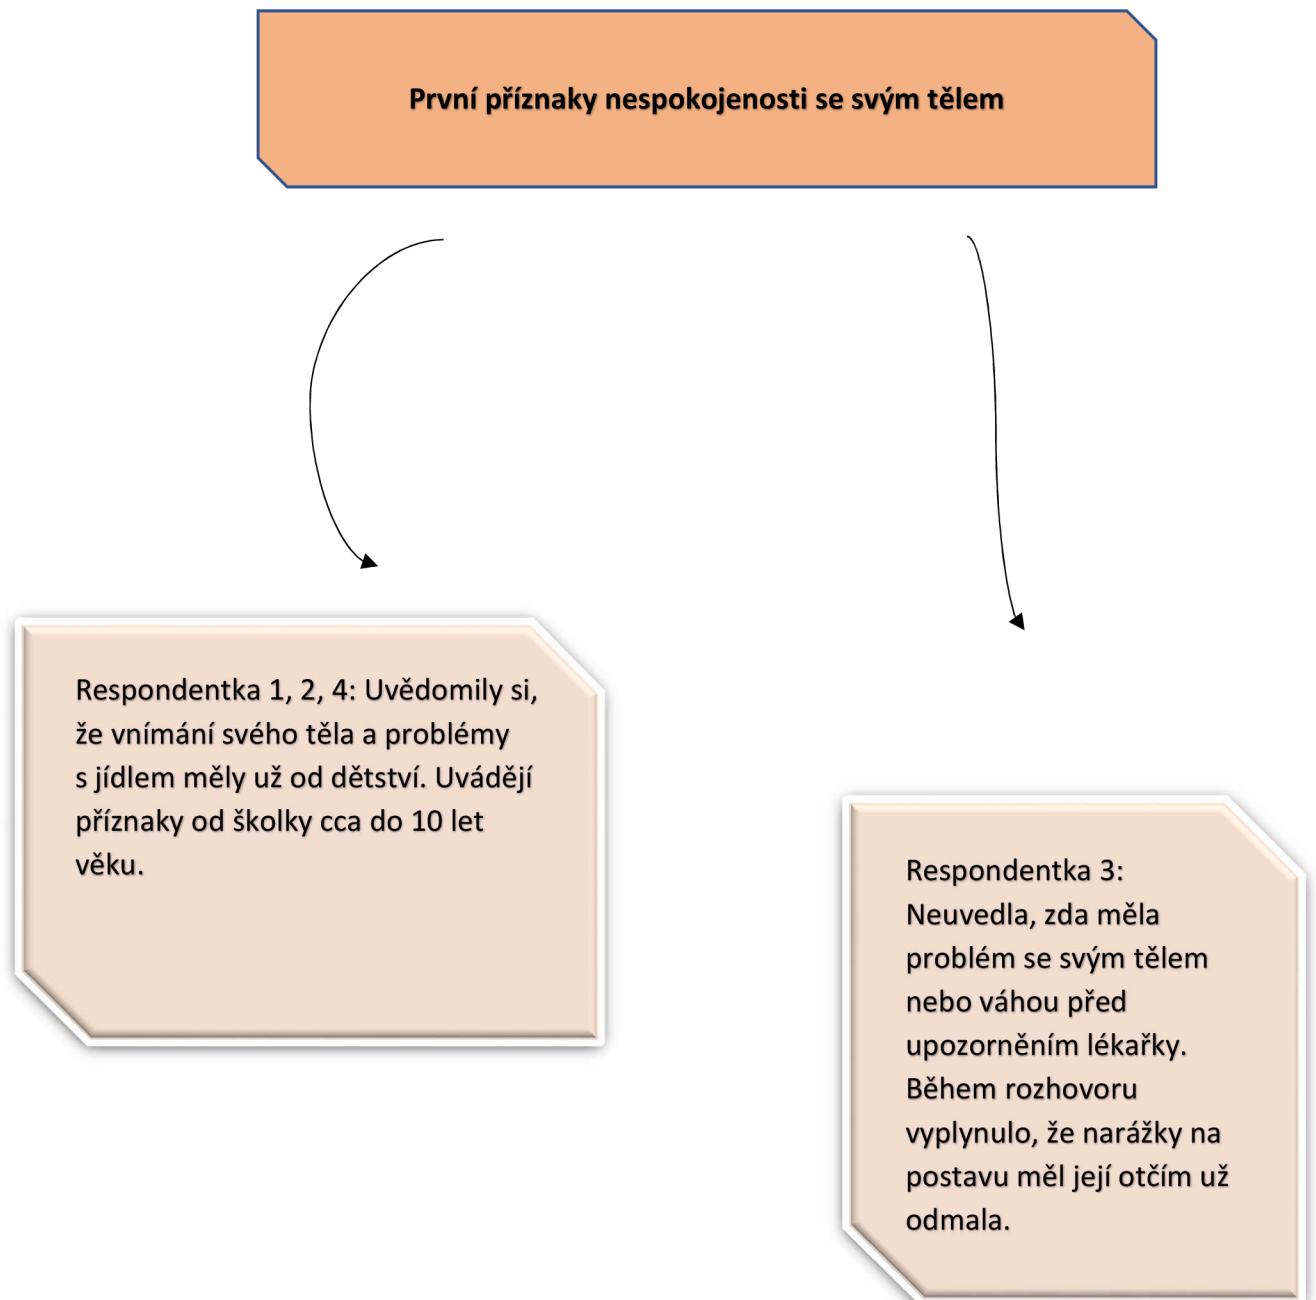 První příznaky nespokojenosti se svým tělem
Respondentka 1, 2, 4: Uvědomily si,
že vnímání svého těla a problémy
s jídlem měly už od dětství. Uvádějí
příznaky od školky cca do 10 let
věku.
Respondentka 3:
Neuvedla, zda měla
problém se svým tělem
nebo váhou před
upozorněním lékařky.
Během rozhovoru
vyplynulo, že narážky na
postavu měl její otčím už
odmala.